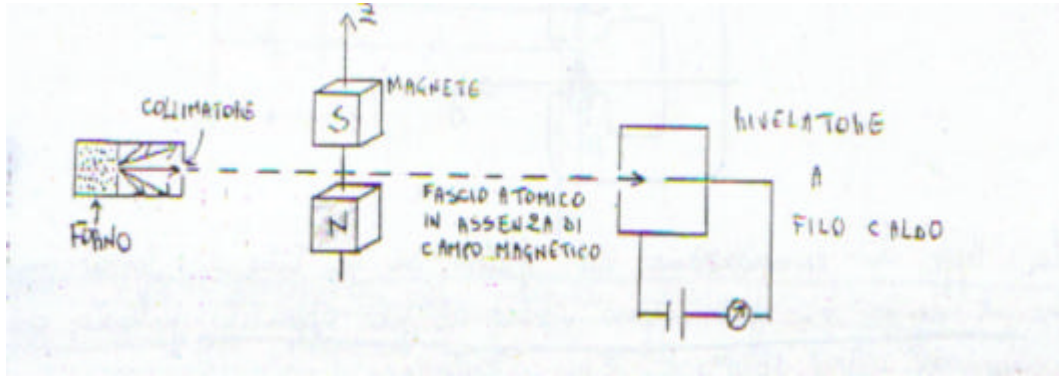 Z
MAGNETE
COLLIMATORE
S
RIVELATORE
A
FILO CALDO
FASCIO ATOMICO
IN ASSENZA DI
CAMPO MAGNETICO
N
FORNO